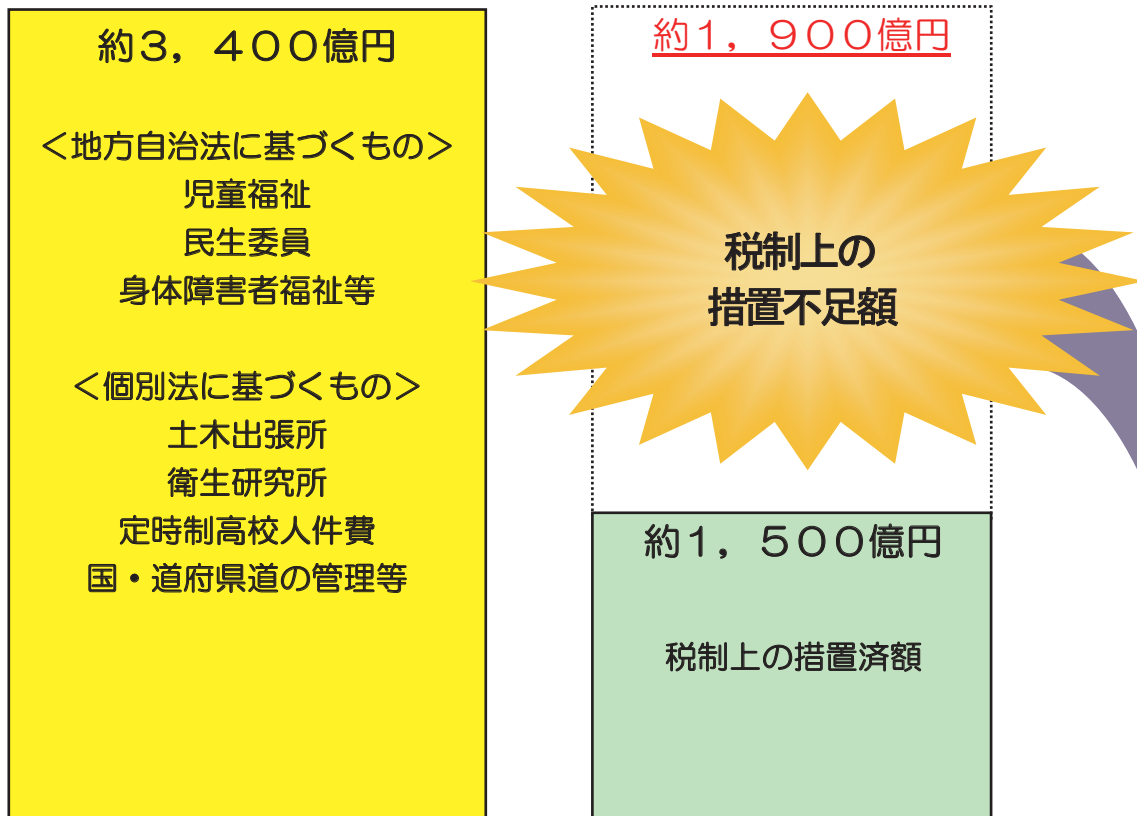 約３，４００億円
＜地方自治法に基づくもの＞
児童福祉
民生委員
身体障害者福祉等
＜個別法に基づくもの＞
土木出張所
衛生研究所
定時制高校人件費
国・道府県道の管理等
約１，９００億円
税制上の
措置不足額
約１，５００億円
税制上の措置済額